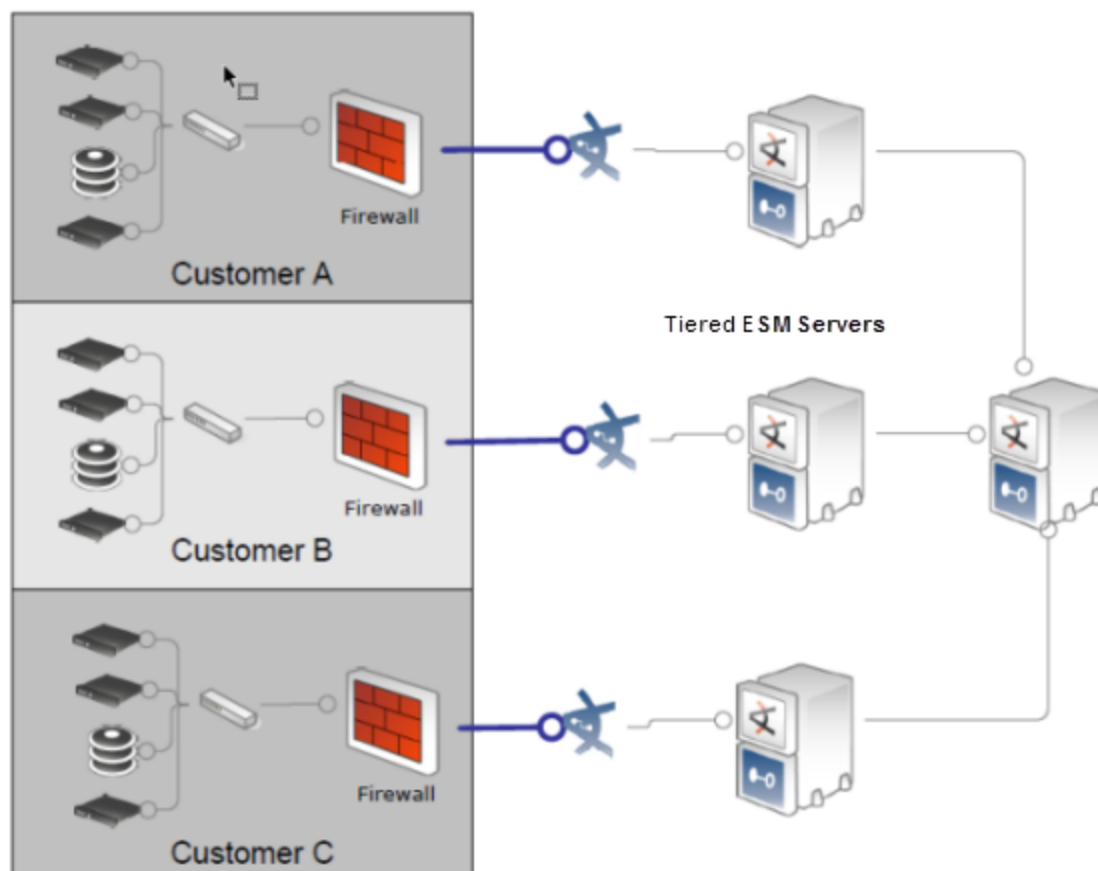 Firewall
Customer A
Tiered ESM Servers
Firewall
Customer B
Firewall
Customer C